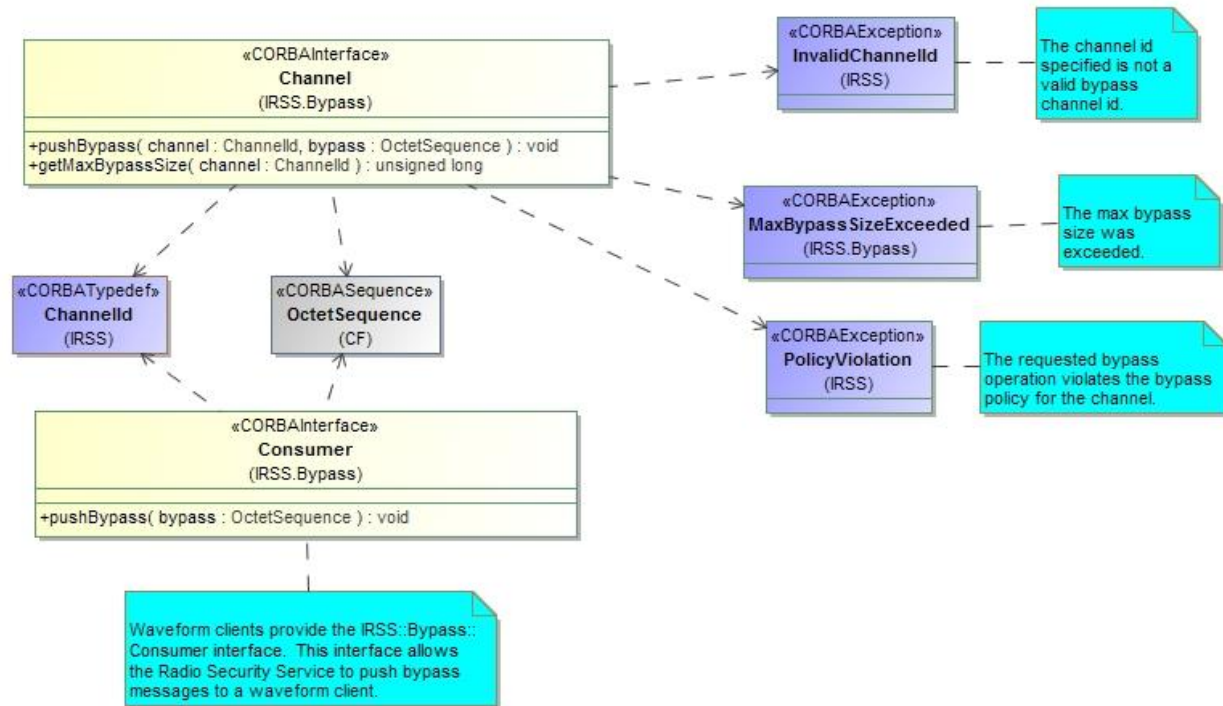 «CORBAInterface»
Channel
(IRSS.Bypass)
+pushBypass( channel : ChannelId, bypass : OctetSequence ) : void
+getMaxBypassSize( channel : ChannelId ) : unsigned long
«CORBAException»
InvalidChannelId
(IRSS)
The channel id
specified is not a
valid bypass
channel id.
«CORBAException»
MaxBypassSizeExceeded
(IRSS.Bypass)
The max bypass
size was
exceeded.
«CORBATypedef»
ChannelId
(IRSS)
«CORBASequence»
OctetSequence
(CF)
«CORBAException»
PolicyViolation
(IRSS)
The requested bypass
operation violates the bypass
policy for the channel.
«CORBAInterface»
Consumer
(IRSS.Bypass)
+pushBypass( bypass : OctetSequence ) : void
Waveform clients provide the IRSS::Bypass::
Consumer interface.  This interface allows
the Radio Security Service to push bypass
messages to a waveform client.